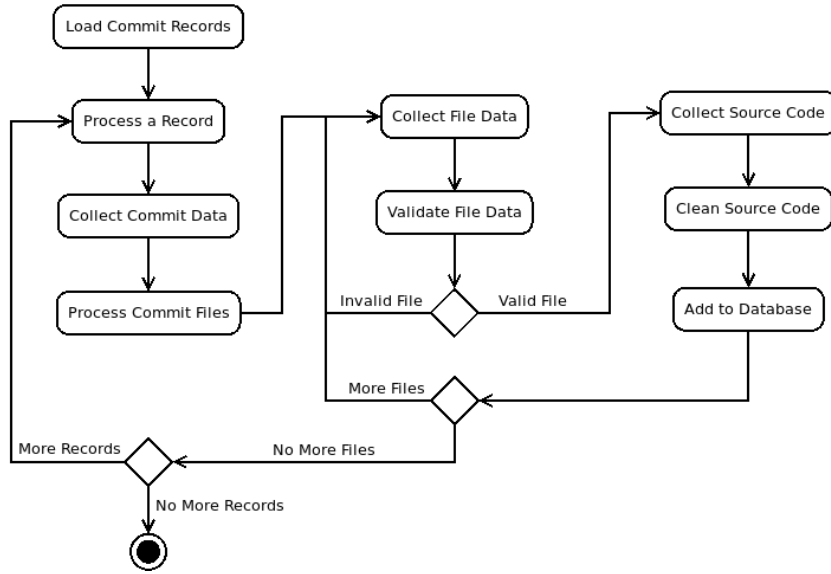 Load Commit Records
Process a Record
Collect File Data
Collect Source Code
Collect Commit Data
Validate File Data
Clean Source Code
Process Commit Files
Invalid File
Valid File
Add to Database
More Files
More Records
No More Files
No More Records